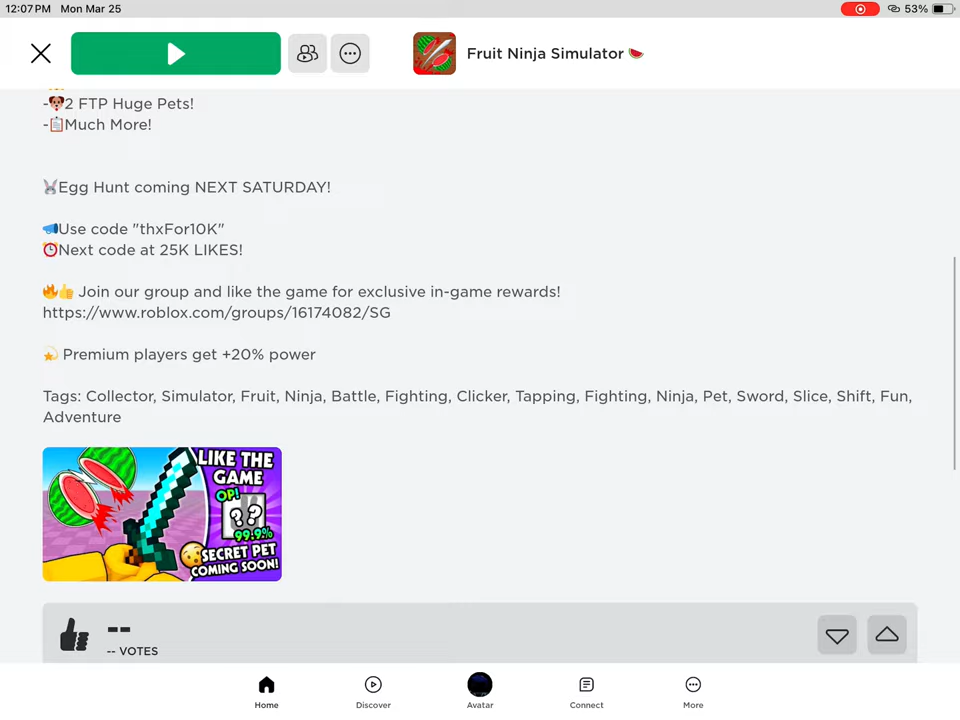 12:07 PM Mon Mar 25
53%
Fruit Ninja Simulator 🍉
-🐶2 FTP Huge Pets!
-📋Much More!
🐰Egg Hunt coming NEXT SATURDAY!
📣Use code "thxFor10K"
⏰Next code at 25K LIKES!
🔥👍 Join our group and like the game for exclusive in-game rewards!
https://www.roblox.com/groups/16174082/SG
💫 Premium players get +20% power
Tags: Collector, Simulator, Fruit, Ninja, Battle, Fighting, Clicker, Tapping, Fighting, Ninja, Pet, Sword, Slice, Shift, Fun,
Adventure
LIKE THE
GAME
OP!
??
99.9%
SECRET PET
COMING SOON!
--
-- VOTES
Home
Discover
Avatar
Connect
More